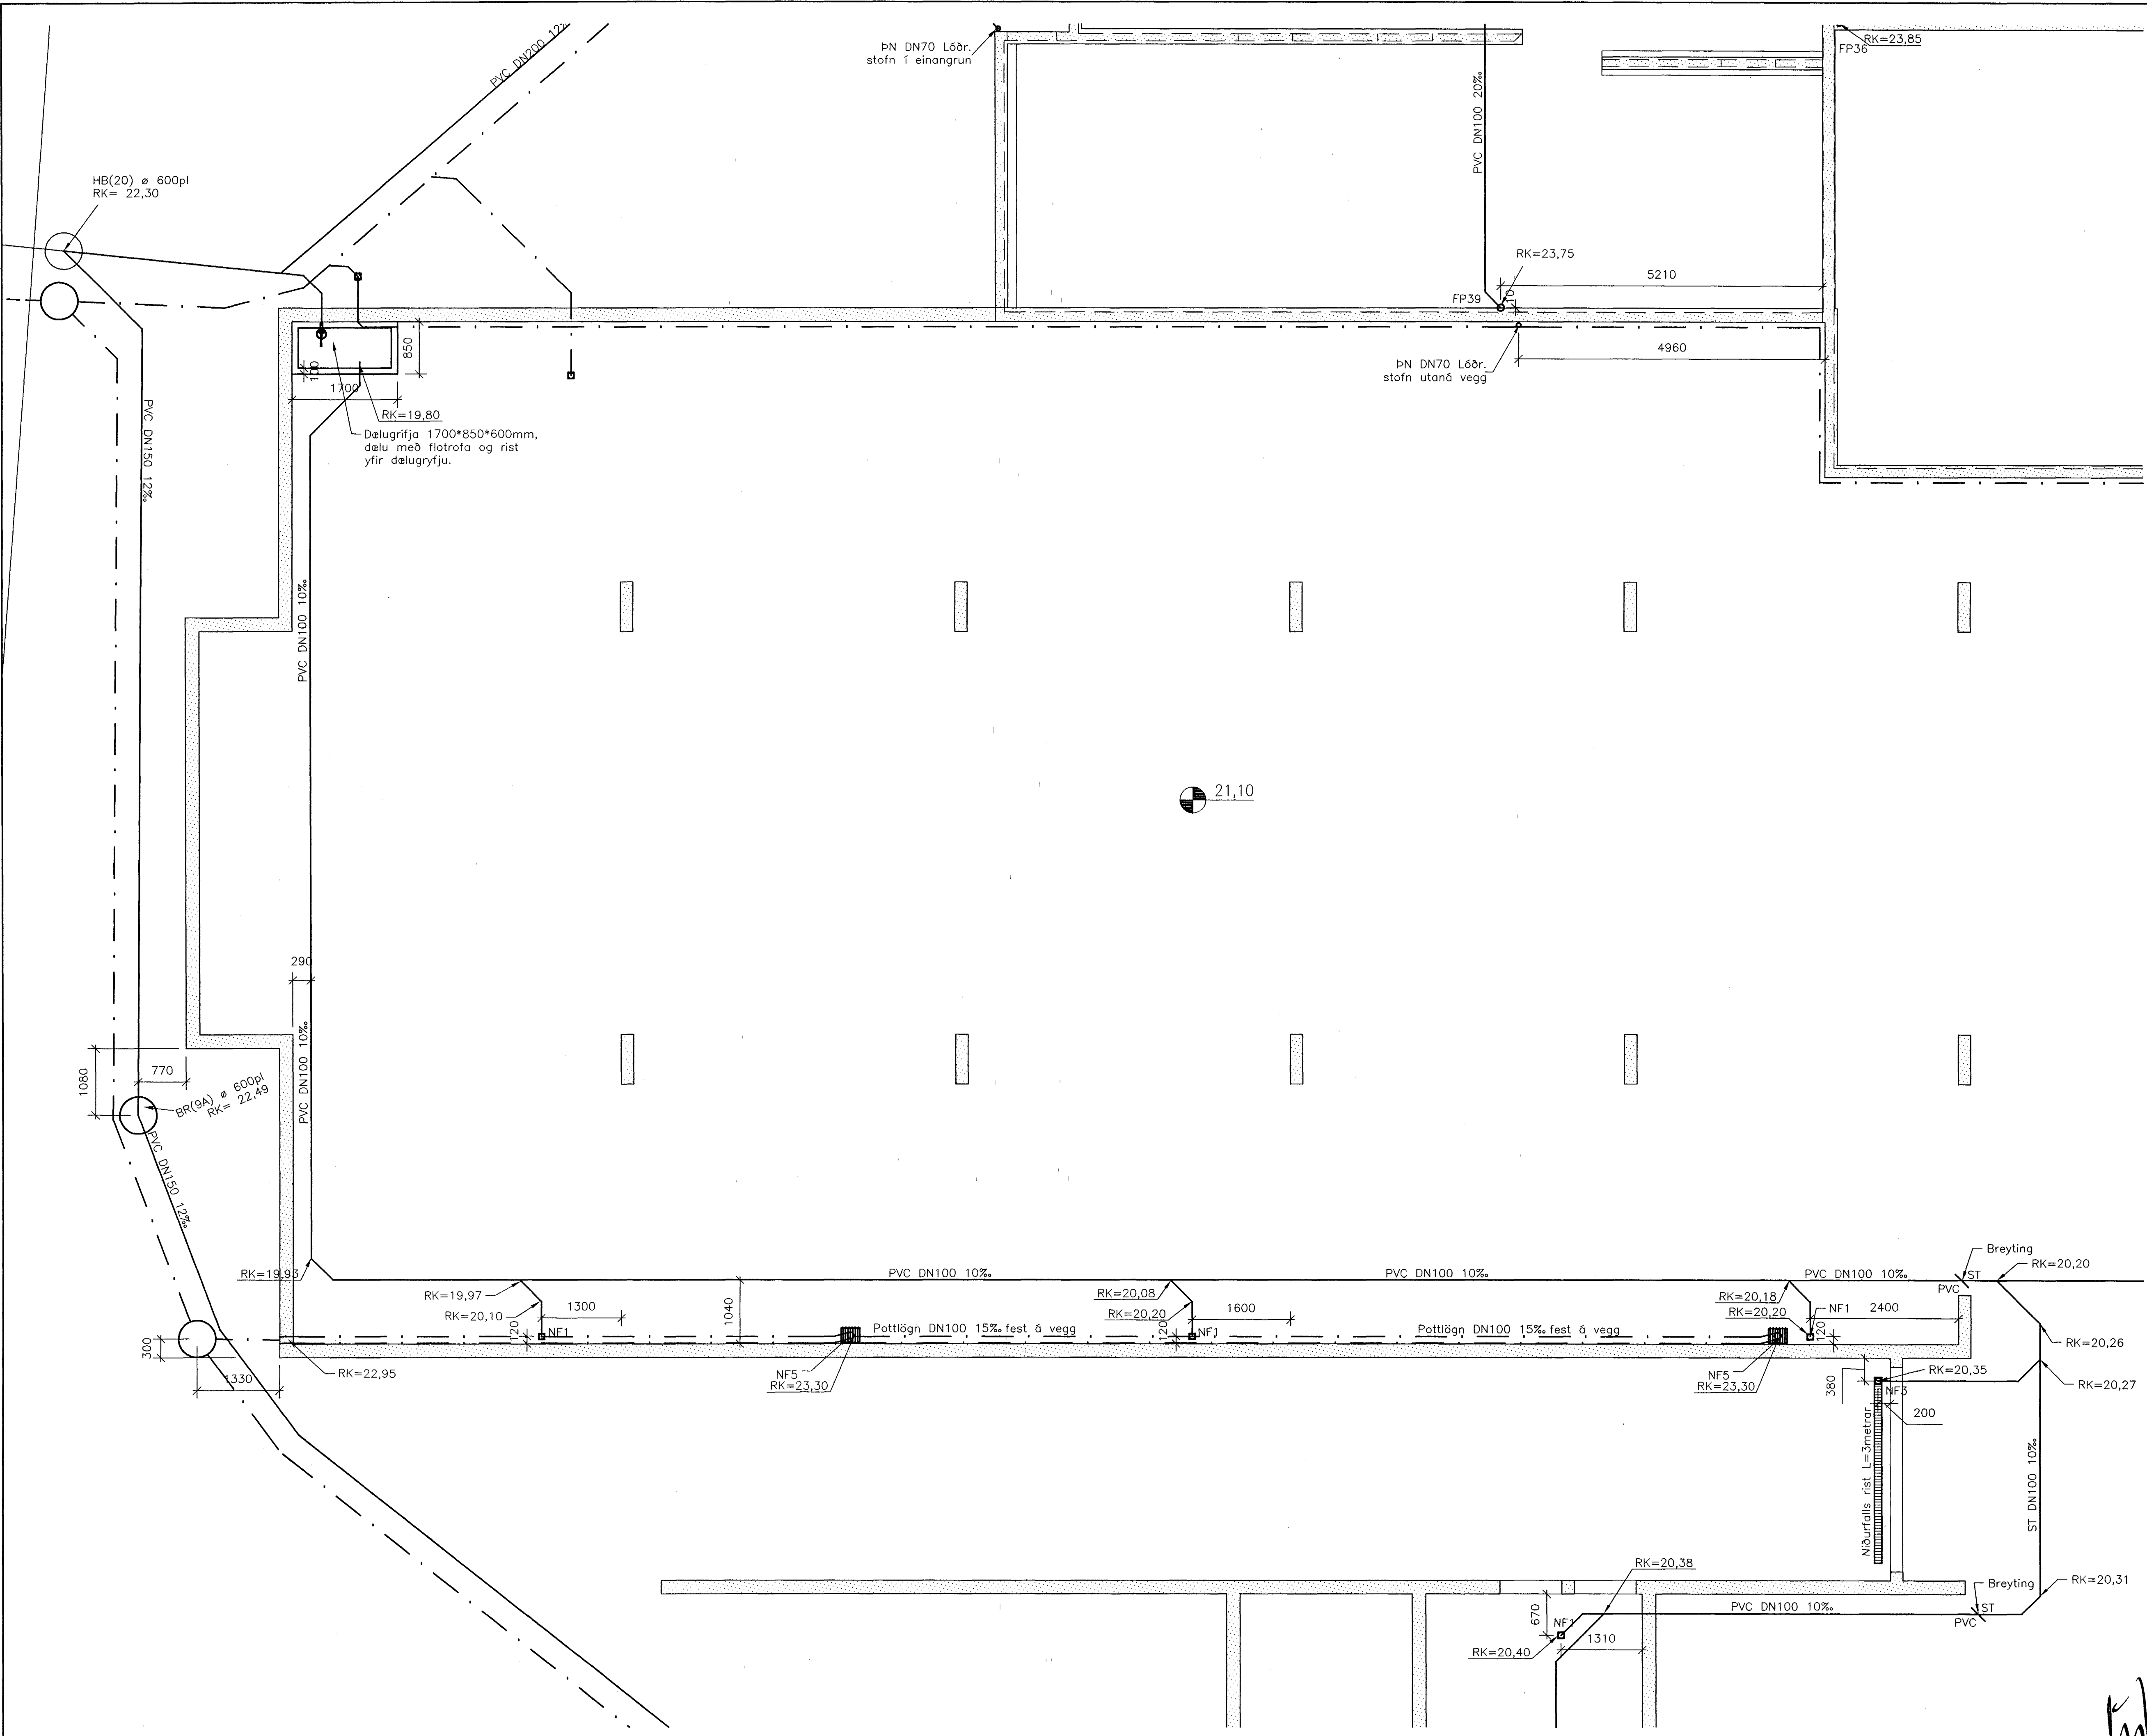 PVC DN200 12‰
ÞN DN70 Lóðr.
stofn í einangrun
PVC DN100 20‰
RK=23,85
FP36
HB(20) ø 600pl
RK= 22,30
RK=23,75
5210
FP39
10
850
100
1700
4960
ÞN DN70 Lóðr.
stofn utaná vegg
RK=19,80
Dælugrifja 1700*850*600mm,
dælu með flotrofa og rist
yfir dælugryfju.
PVC DN150 12‰
PVC DN100 10‰
21,10
290
PVC DN100 10‰
1080
770
BR(9A) ø 600pl
RK= 22,49
PVC DN150 12‰
RK=19,93
PVC DN100 10‰
PVC DN100 10‰
PVC DN100 10‰
Breyting
ST
PVC
RK=20,20
RK=19,97
RK=20,10
1300
120
NF1
1040
RK=20,08
RK=20,20
1600
120
NF1
RK=20,18
RK=20,20
NF1
2400
120
Pottlögn DN100 15‰ fest á vegg
Pottlögn DN100 15‰ fest á vegg
RK=20,26
300
1330
RK=22,95
NF5
RK=23,30
NF5
RK=23,30
380
RK=20,35
NF3
RK=20,27
200
Niðurfalls rist L=3metrar
ST DN100 10‰
RK=20,38
670
NF1
RK=20,40
1310
PVC DN100 10‰
Breyting
ST
PVC
RK=20,31